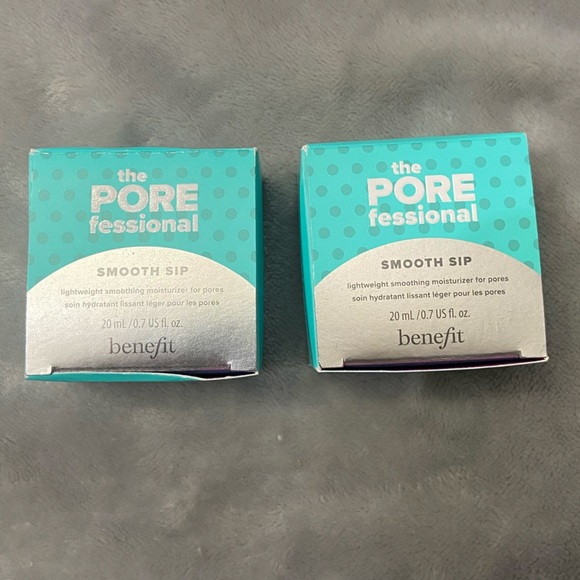 the
PORE
fessional
SMOOTH SIP
lightweight smoothing moisturizer for pores
soin hydratant lissant léger pour les pores
20 mL / 0.7 US fl. oz.
benefit
the
PORE
fessional
SMOOTH SIP
lightweight smoothing moisturizer for pores
soin hydratant lissant léger pour les pores
20 mL / 0.7 US fl. oz.
benefit